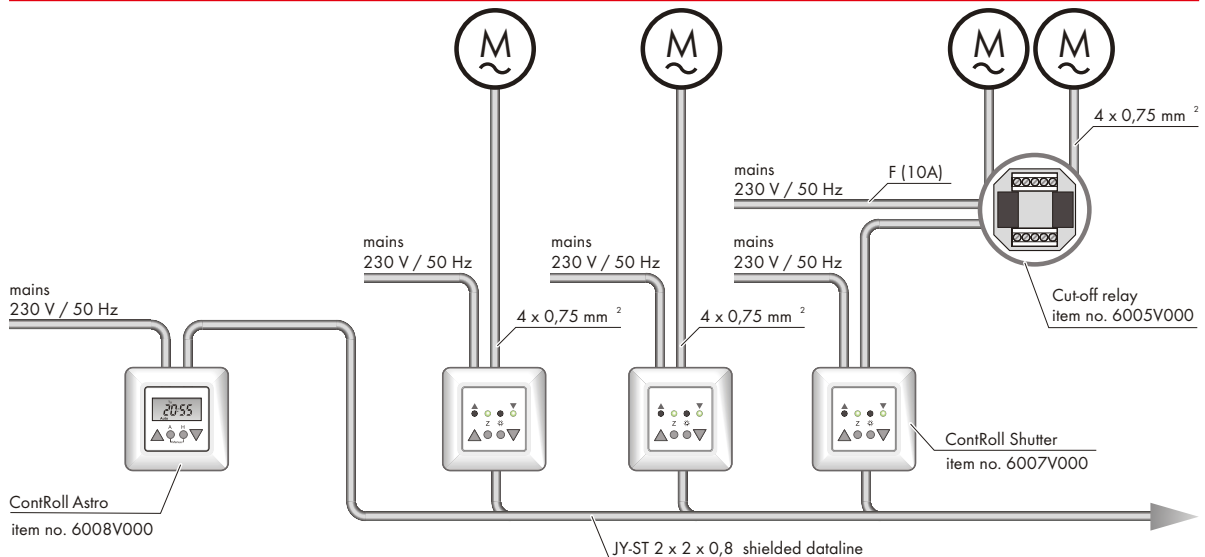 M
M
M
M
4 x 0,75 mm ²
mains
230 V / 50 Hz
F (10A)
mains
230 V / 50 Hz
mains
230 V / 50 Hz
mains
230 V / 50 Hz
mains
230 V / 50 Hz
Cut-off relay
item no. 6005V000
4 x 0,75 mm ²
4 x 0,75 mm ²
20:55
Auto
A H
Z
Z
Z
ContRoll Shutter
item no. 6007V000
ContRoll Astro
item no. 6008V000
JY-ST 2 x 2 x 0,8 shielded dataline